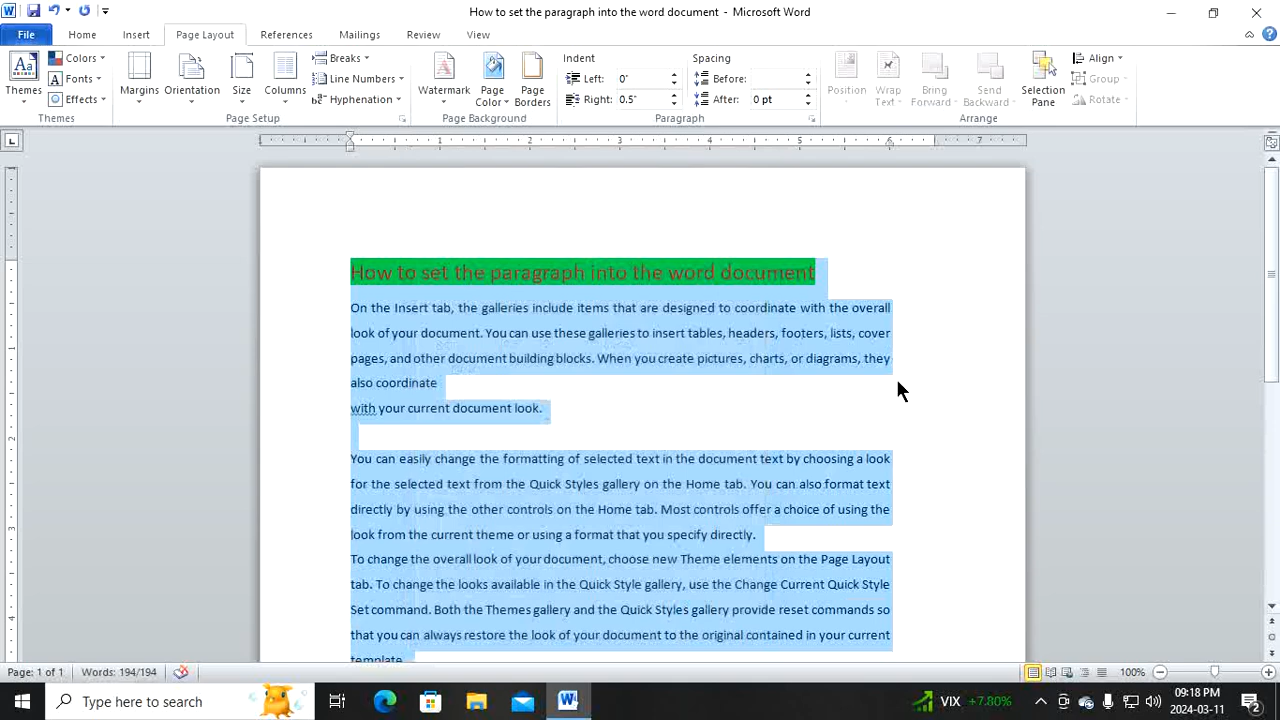 How to set the paragraph into the word document - Microsoft Word
File Home Insert Page Layout References Mailings Review View
Themes
Colors
Fonts
Effects
Themes
Margins
Orientation
Size
Columns
Breaks
Line Numbers
Hyphenation
Page Setup
Watermark
Page Color
Page Borders
Page Background
Indent
Left: 0"
Right: 0.5"
Spacing
Before:
After: 0 pt
Paragraph
Position
Wrap Text
Bring Forward
Send Backward
Selection Pane
Align
Group
Rotate
Arrange
1 2 3 4 5 6 7
How to set the paragraph into the word document
On the Insert tab, the galleries include items that are designed to coordinate with the overall
look of your document. You can use these galleries to insert tables, headers, footers, lists, cover
pages, and other document building blocks. When you create pictures, charts, or diagrams, they
also coordinate
with your current document look.
You can easily change the formatting of selected text in the document text by choosing a look
for the selected text from the Quick Styles gallery on the Home tab. You can also format text
directly by using the other controls on the Home tab. Most controls offer a choice of using the
look from the current theme or using a format that you specify directly.
To change the overall look of your document, choose new Theme elements on the Page Layout
tab. To change the looks available in the Quick Style gallery, use the Change Current Quick Style
Set command. Both the Themes gallery and the Quick Styles gallery provide reset commands so
that you can always restore the look of your document to the original contained in your current
template.
Page: 1 of 1 Words: 194/194 100%
Type here to search
VIX +7.80%
09:18 PM
2024-03-11
2